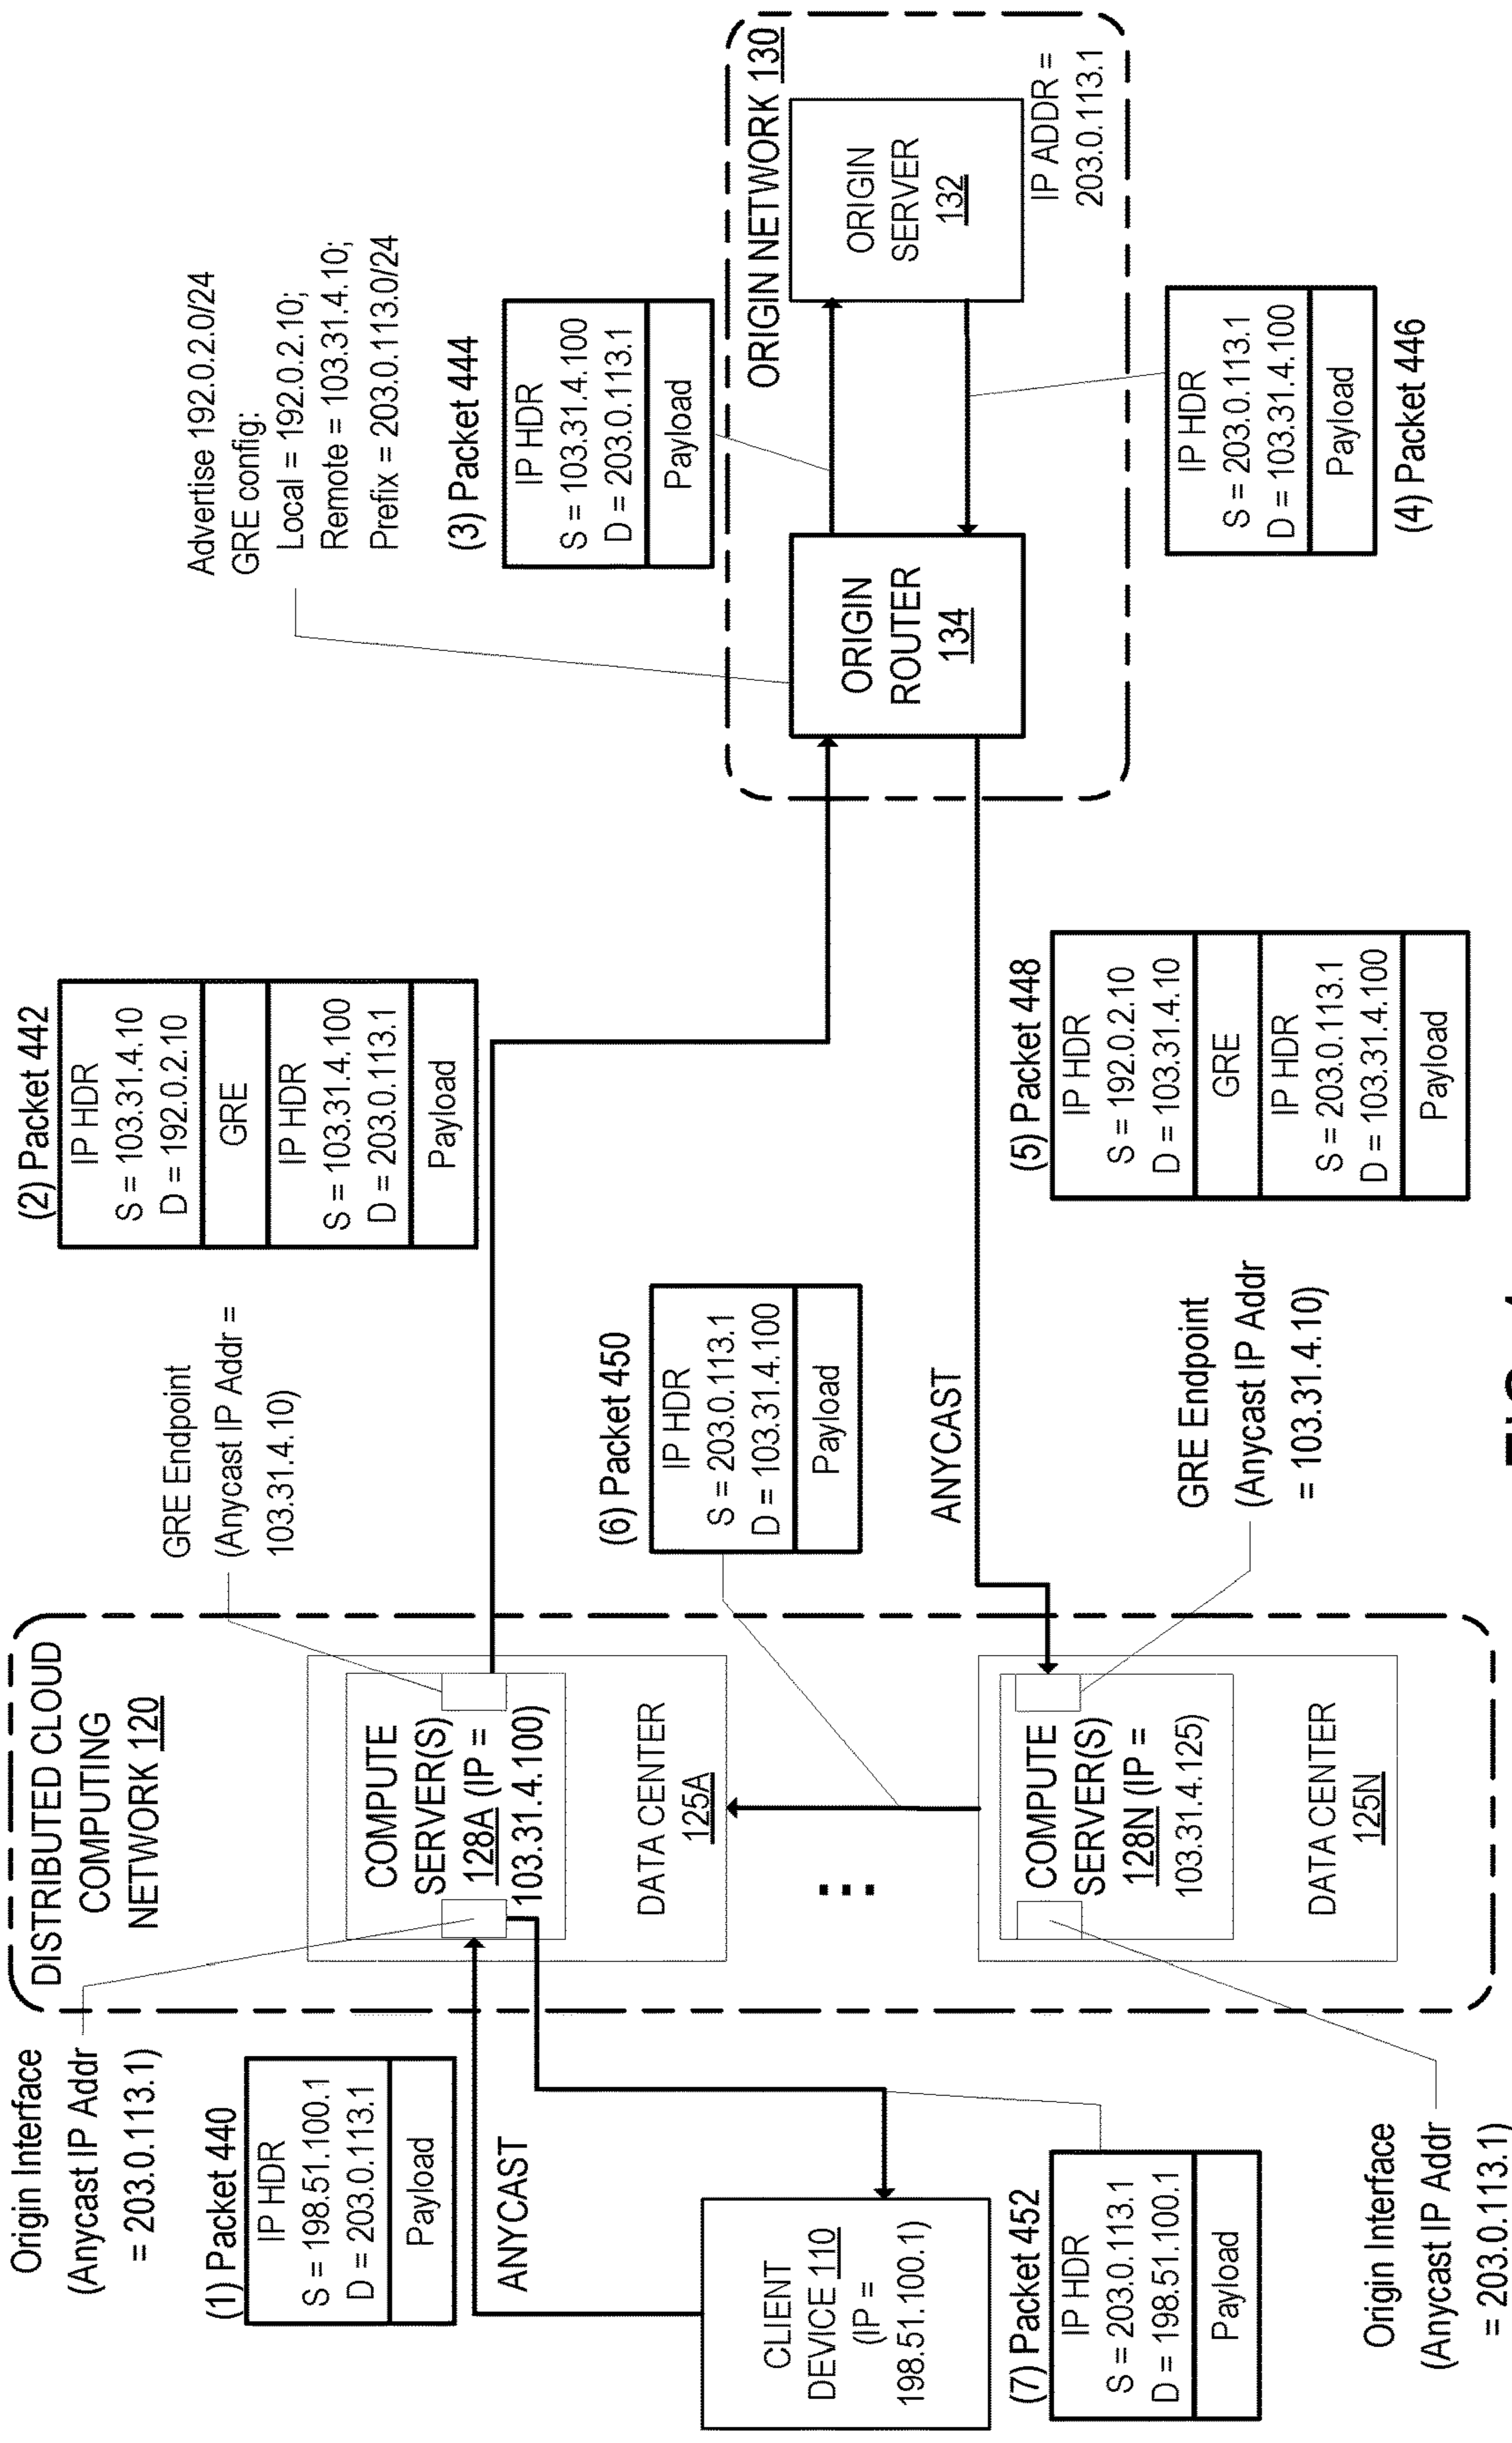 Origin Interface
(Anycast IP Addr
= 203.0.113.1)
(1) Packet 440
IP HDR
S = 198.51.100.1
D = 203.0.113.1
Payload
ANYCAST
CLIENT
DEVICE 110
(IP =
198.51.100.1)
(7) Packet 452
IP HDR
S = 203.0.113.1
D = 198.51.100.1
Payload
Origin Interface
(Anycast IP Addr
= 203.0.113.1)
DISTRIBUTED CLOUD
COMPUTING
NETWORK 120
COMPUTE
SERVER(S)
128A (IP =
103.31.4.100)
DATA CENTER
125A
...
COMPUTE
SERVER(S)
128N (IP =
103.31.4.125)
DATA CENTER
125N
GRE Endpoint
(Anycast IP Addr =
103.31.4.10)
(6) Packet 450
IP HDR
S = 203.0.113.1
D = 103.31.4.100
Payload
ANYCAST
GRE Endpoint
(Anycast IP Addr
= 103.31.4.10)
(2) Packet 442
IP HDR
S = 103.31.4.10
D = 192.0.2.10
GRE
IP HDR
S = 103.31.4.100
D = 203.0.113.1
Payload
(5) Packet 448
IP HDR
S = 192.0.2.10
D = 103.31.4.10
GRE
IP HDR
S = 203.0.113.1
D = 103.31.4.100
Payload
Advertise 192.0.2.0/24
GRE config:
Local = 192.0.2.10;
Remote = 103.31.4.10;
Prefix = 203.0.113.0/24
(3) Packet 444
IP HDR
S = 103.31.4.100
D = 203.0.113.1
Payload
ORIGIN NETWORK 130
ORIGIN
ROUTER
134
ORIGIN
SERVER
132
IP ADDR =
203.0.113.1
IP HDR
S = 203.0.113.1
D = 103.31.4.100
Payload
(4) Packet 446